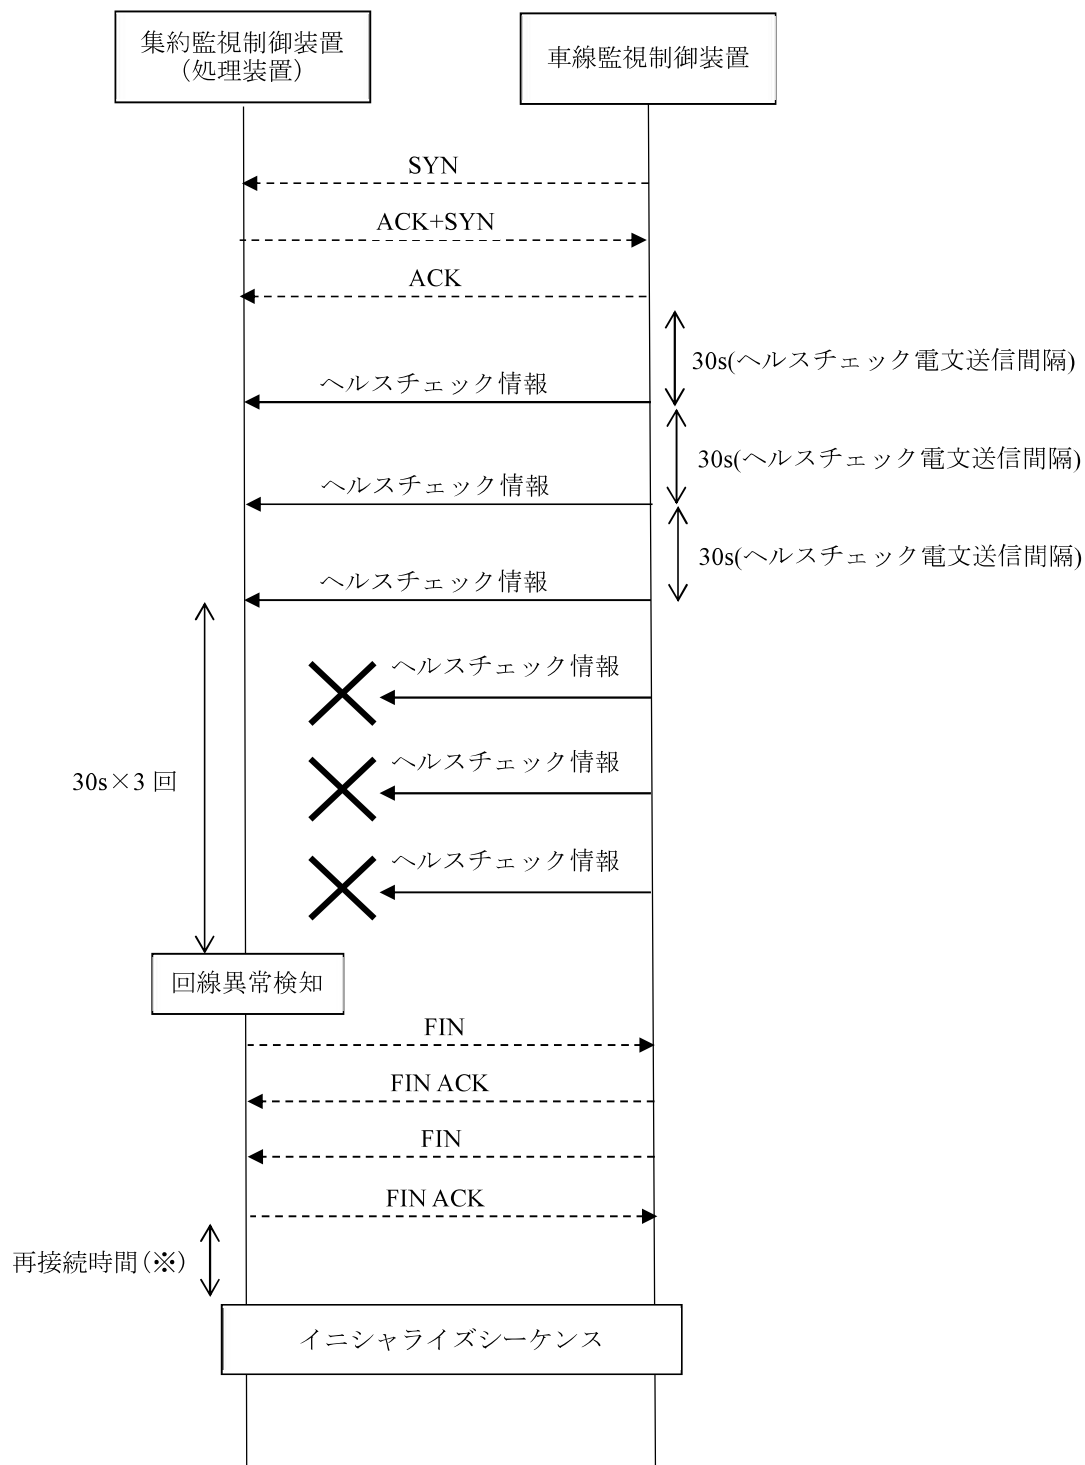 集約監視制御装置
（処理装置）
車線監視制御装置
SYN
ACK+SYN
ACK
30s(ヘルスチェック電文送信間隔)
ヘルスチェック情報
30s(ヘルスチェック電文送信間隔)
ヘルスチェック情報
30s(ヘルスチェック電文送信間隔)
ヘルスチェック情報
ヘルスチェック情報
ヘルスチェック情報
30s×3 回
ヘルスチェック情報
回線異常検知
FIN
FIN ACK
FIN
FIN ACK
再接続時間（※）
イニシャライズシーケンス